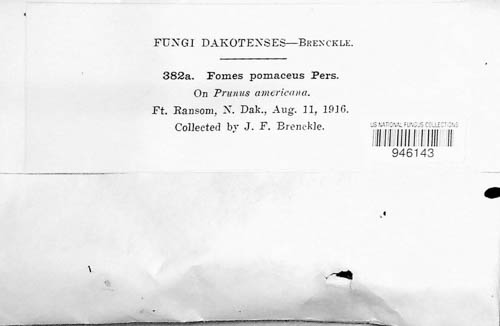 FUNGI DAKOTENSES—BRENCKLE.
382a. Fomes pomaceus Pers.
On Prunus americana.
Ft. Ransom, N. Dak., Aug. 11, 1916.
Collected by J. F. Brenckle.
US NATIONAL FUNGUS COLLECTIONS
946143